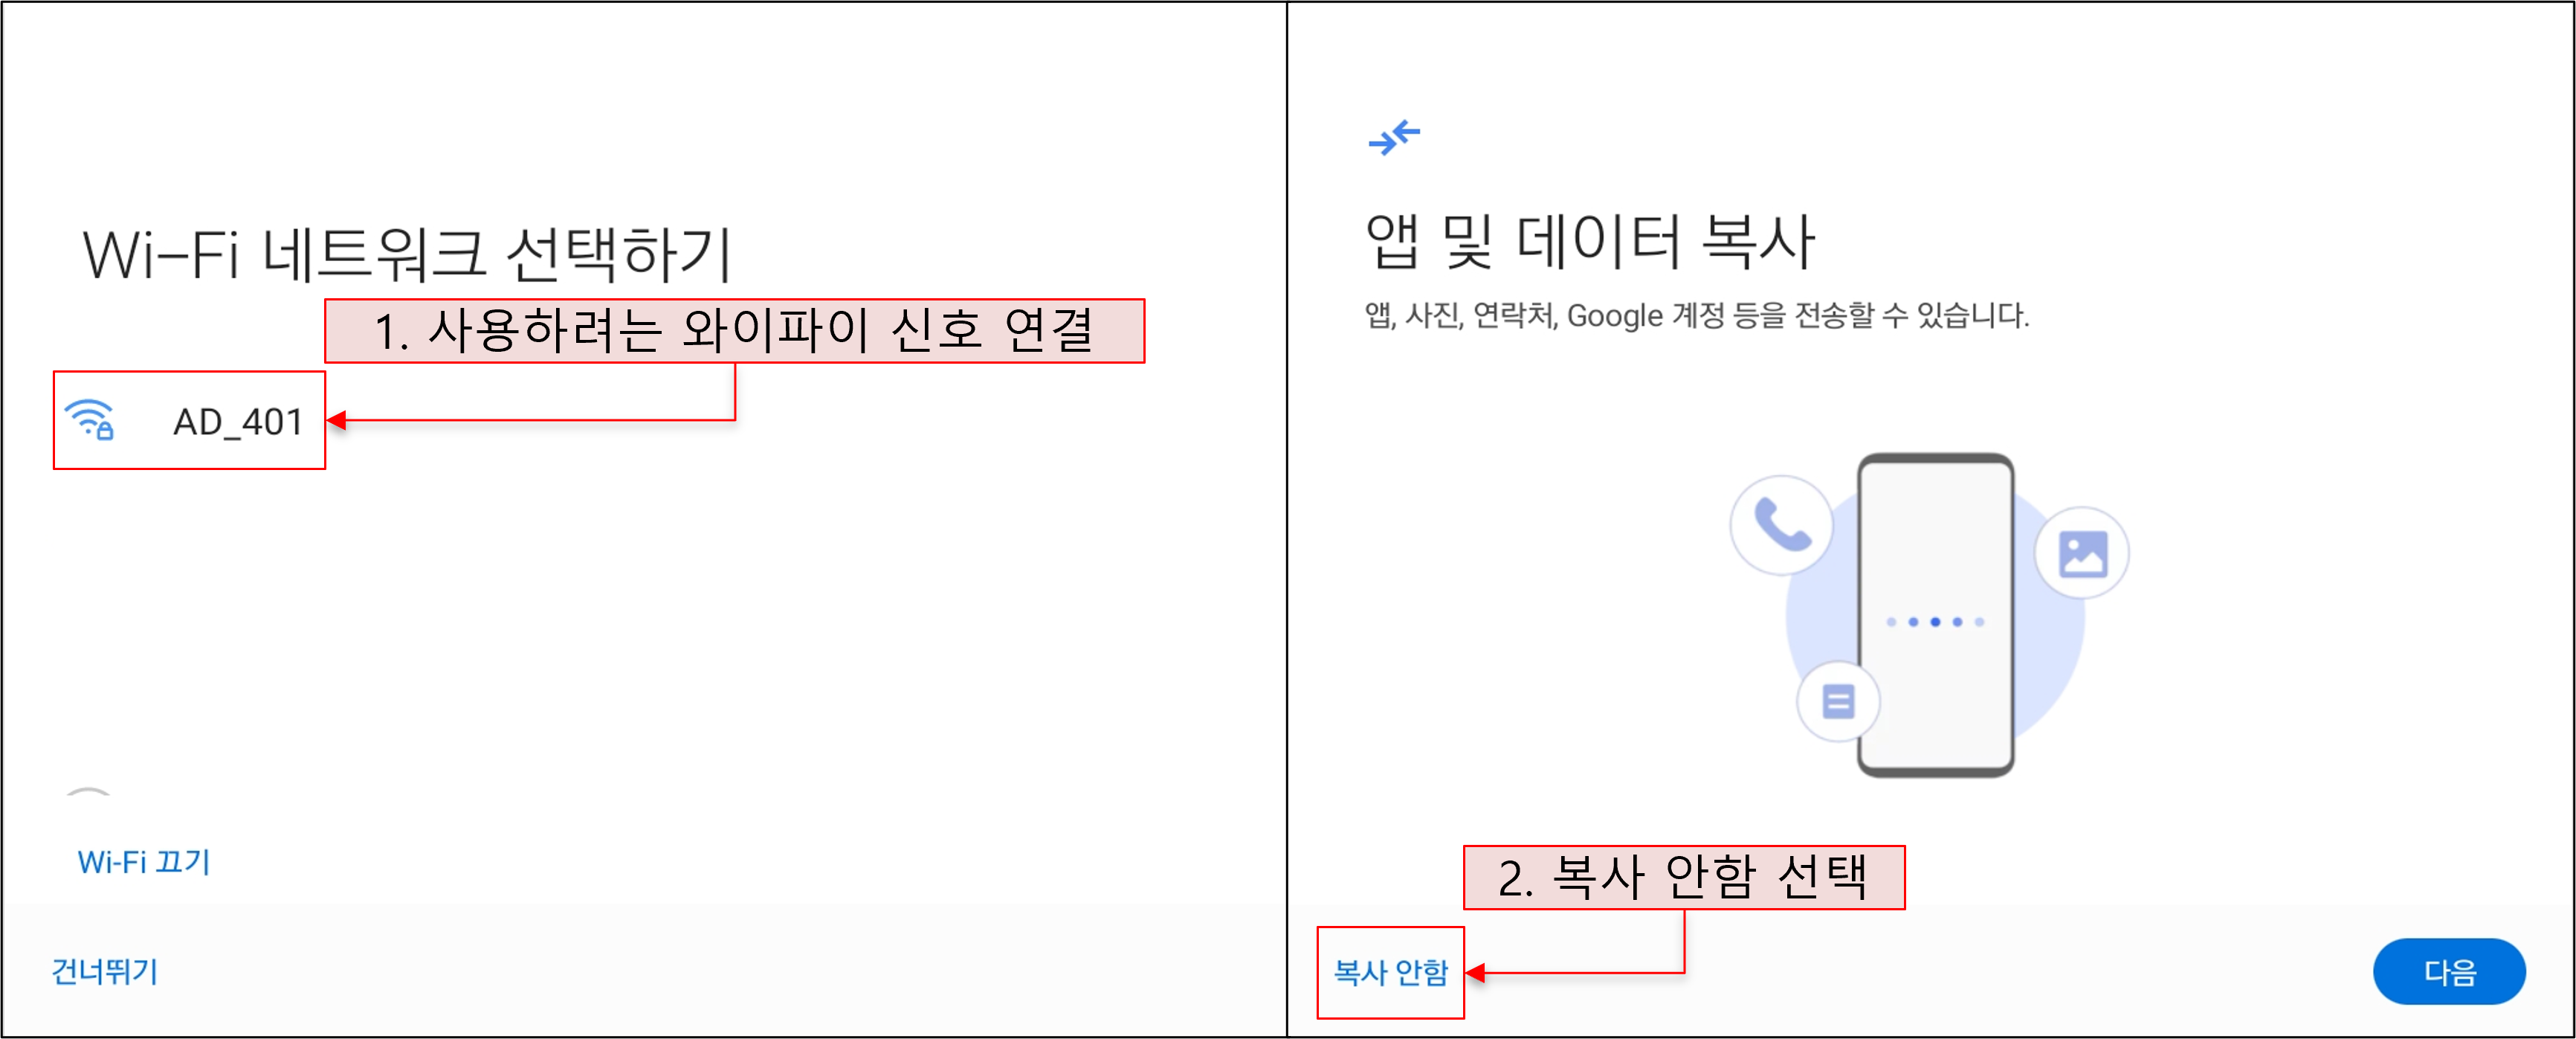 Wi-Fi 네트워크 선택하기
1. 사용하려는 와이파이 신호 연결
AD_401
Wi-Fi 끄기
건너뛰기
앱 및 데이터 복사
앱, 사진, 연락처, Google 계정 등을 전송할 수 있습니다.
2. 복사 안함 선택
복사 안함
다음